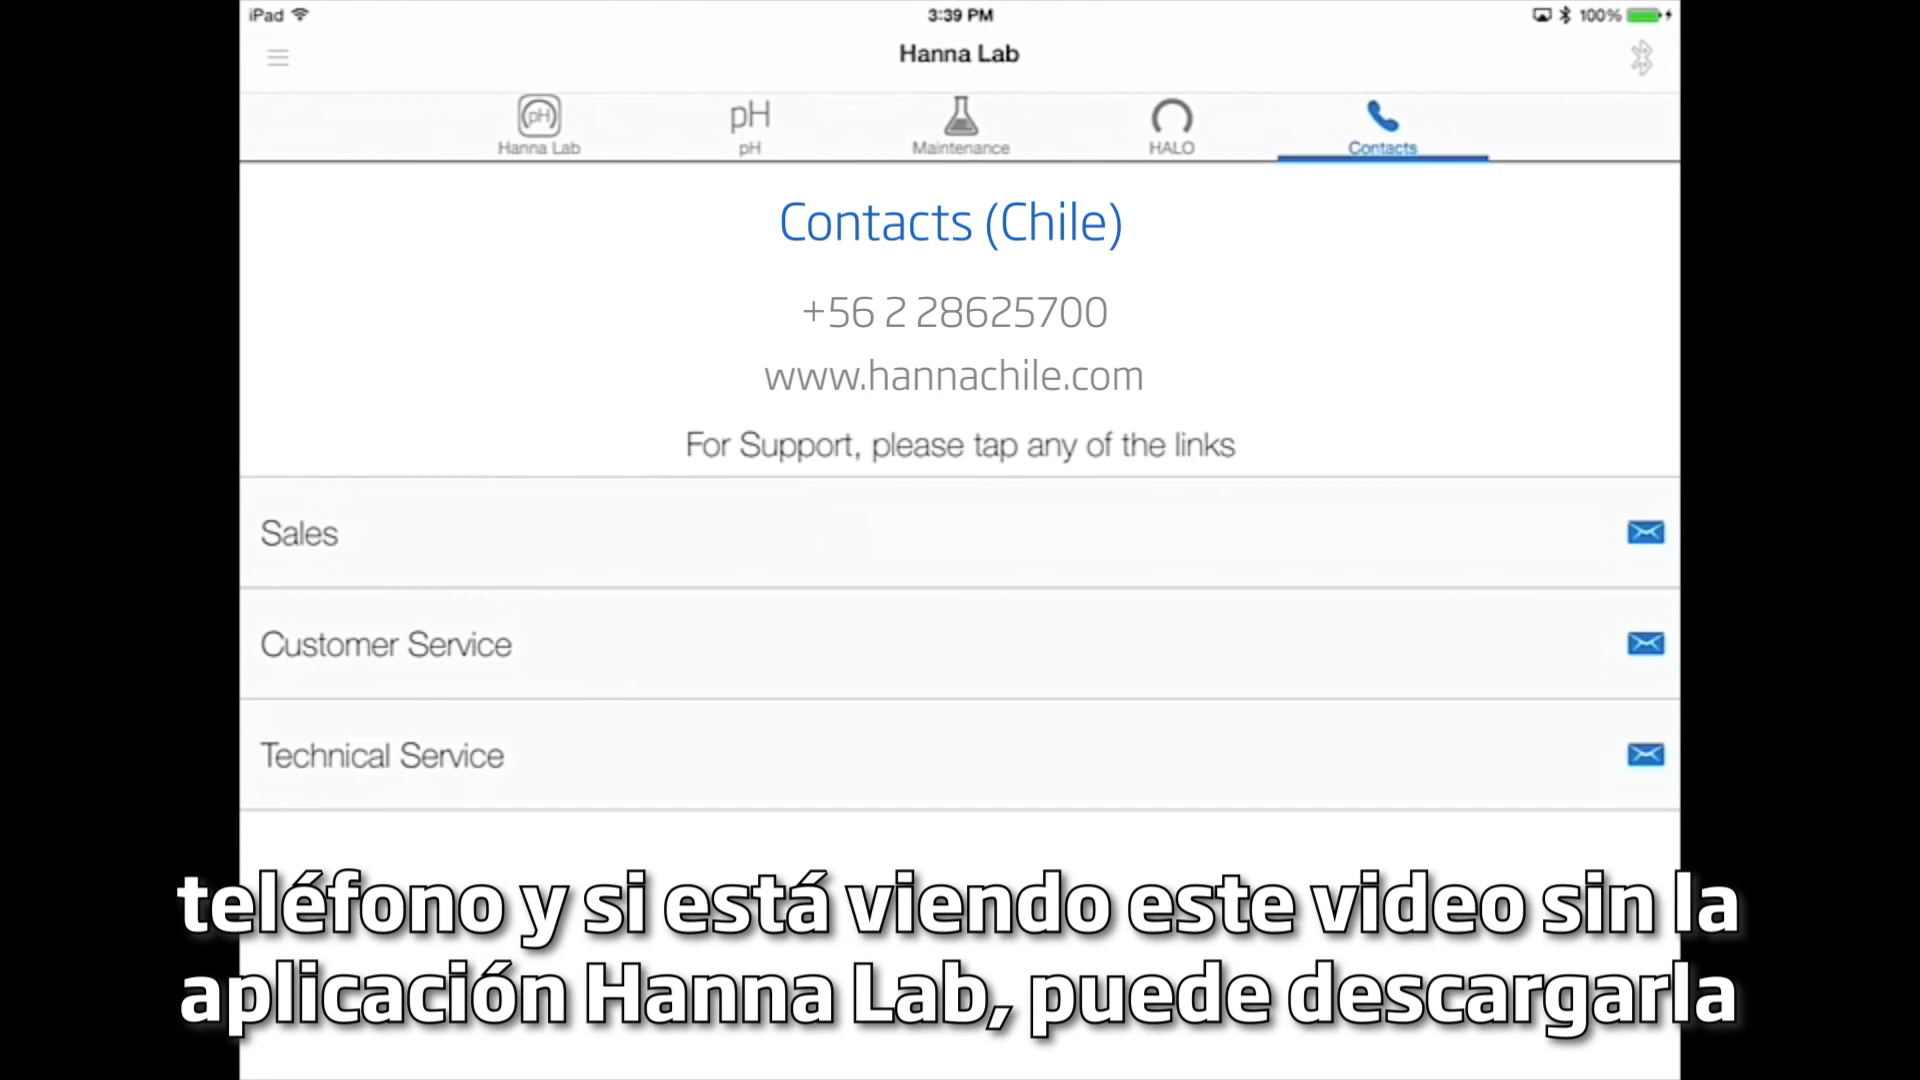 iPad
3:39 PM
100%
Hanna Lab
pH
Hanna Lab
pH
pH
Maintenance
HALO
Contacts
Contacts (Chile)
+56 2 28625700
www.hannachile.com
For Support, please tap any of the links
Sales
Customer Service
Technical Service
teléfono y si está viendo este video sin la
aplicación Hanna Lab, puede descargarla